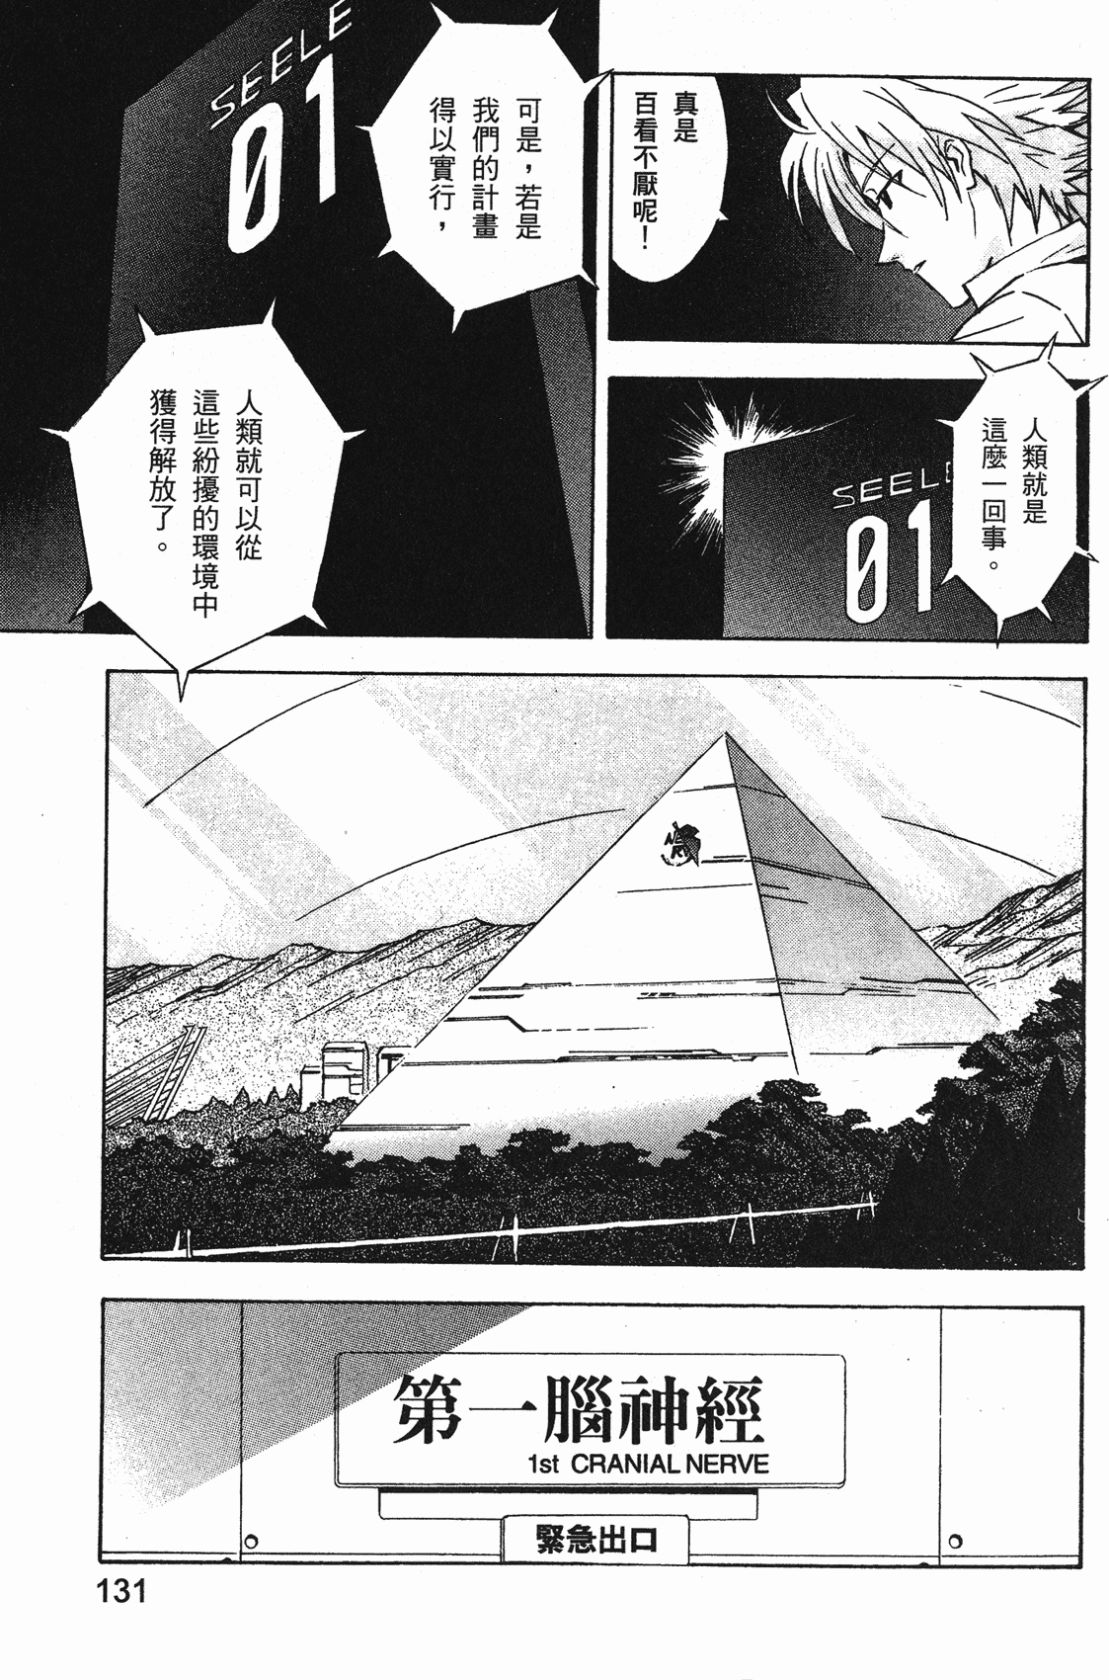 真是
百看不厭呢！
人類就是
這麼一回事。
SEELE
01
SEELE
01
可是，若是
我們的計畫
得以實行，
人類就可以從
這些紛擾的環境中
獲得解放了。
NERV
第一腦神經
1st CRANIAL NERVE
緊急出口
131